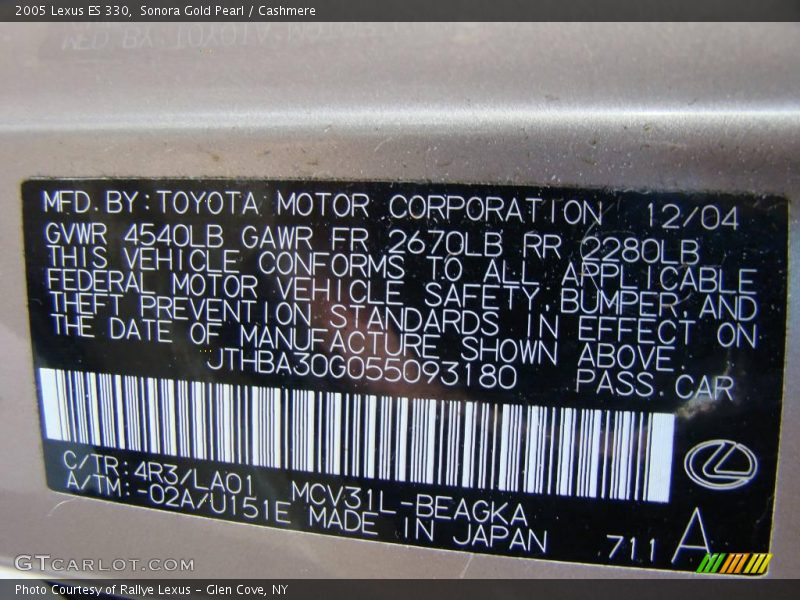 2005 Lexus ES 330, Sonora Gold Pearl / Cashmere
MFD. BY: TOYOTA MOTOR CORPORATION 12/04
GVWR 4540LB GAWR FR 2670LB RR 2280LB
THIS VEHICLE CONFORMS TO ALL APPLICABLE
FEDERAL MOTOR VEHICLE SAFETY, BUMPER, AND
THEFT PREVENTION STANDARDS IN EFFECT ON
THE DATE OF MANUFACTURE SHOWN ABOVE.
JTHBA30G055093180 PASS. CAR
C/TR: 4R3/LA01 MCV31L-BEAGKA
A/TM: -02A/U151E MADE IN JAPAN
711 A
GTCARLOT.COM
Photo Courtesy of Rallye Lexus - Glen Cove, NY